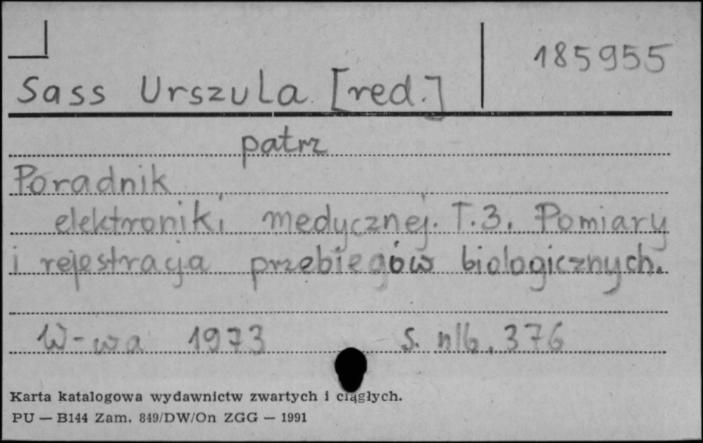 185955
Sass Urszula [red.]
patrz
Poradnik
elektroniki medycznej. T.3. Pomiary
i rejestracja przebiegów biologicznych.
W-wa 1973 s. nlb, 376
Karta katalogowa wydawnictw zwartych i ciągłych.
PU — B144 Zam. 849/DW/On ZGG — 1991